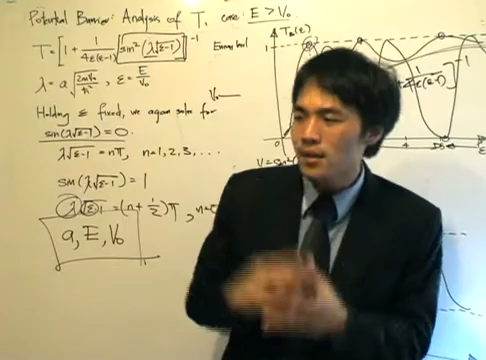 Potential Barrier: Analysis of T, case E > V₀
T = [1 + 1/(4ε(ε-1)) sin²(λ√(ε-1))]⁻¹
λ = a√(2mV₀/ħ²), ε = E/V₀
V₀
Holding ε fixed, we again solve for
sin(λ√(ε-1)) = 0.
λ√(ε-1) = nπ, n=1, 2, 3, ...
sin(λ√(ε-1)) = 1
λ√(ε-1) = (n + 1/2)π
a, E, V₀
1
4